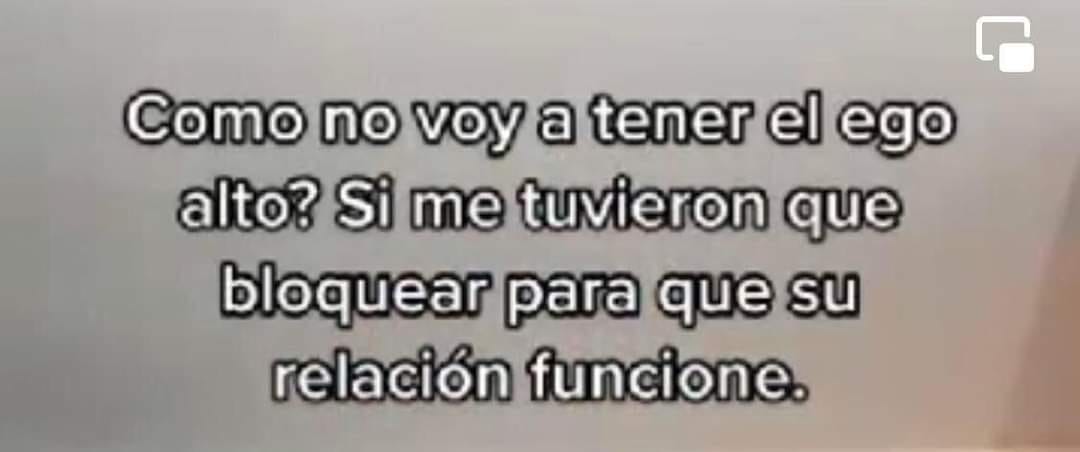 Como no voy a tener el ego
alto? Si me tuvieron que
bloquear para que su
relación funcione.